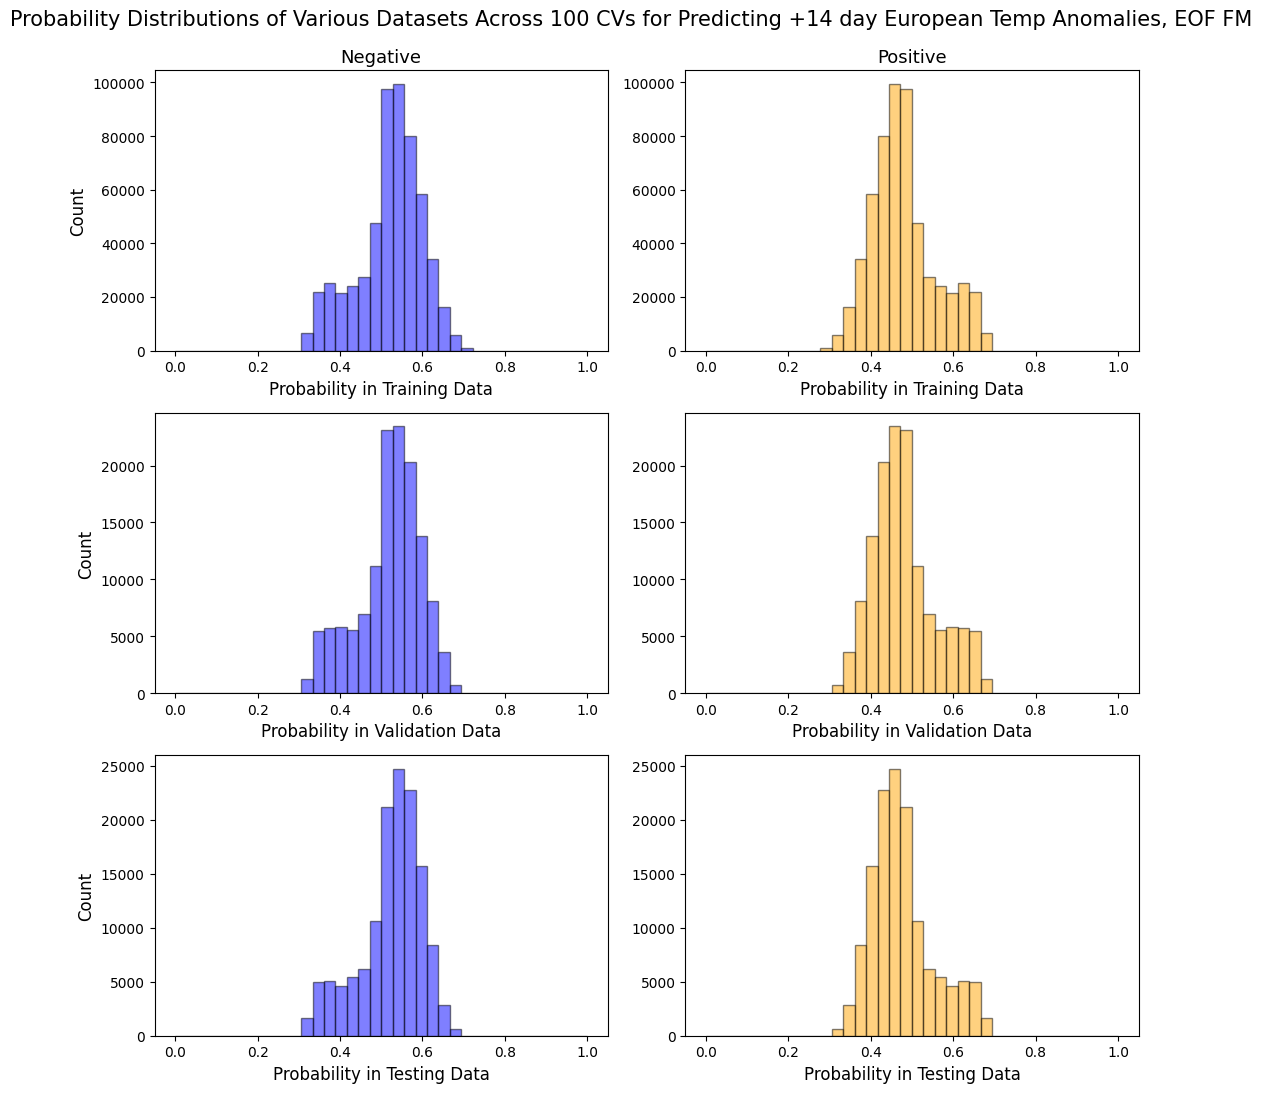 Probability Distributions of Various Datasets Across 100 CVs for Predicting +14 day European Temp Anomalies, EOF FM
Negative
Count
100000
80000
60000
40000
20000
0
0.0 0.2 0.4 0.6 0.8 1.0
Probability in Training Data
Positive
100000
80000
60000
40000
20000
0
0.0 0.2 0.4 0.6 0.8 1.0
Probability in Training Data
Count
20000
15000
10000
5000
0
0.0 0.2 0.4 0.6 0.8 1.0
Probability in Validation Data
20000
15000
10000
5000
0
0.0 0.2 0.4 0.6 0.8 1.0
Probability in Validation Data
Count
25000
20000
15000
10000
5000
0
0.0 0.2 0.4 0.6 0.8 1.0
Probability in Testing Data
25000
20000
15000
10000
5000
0
0.0 0.2 0.4 0.6 0.8 1.0
Probability in Testing Data